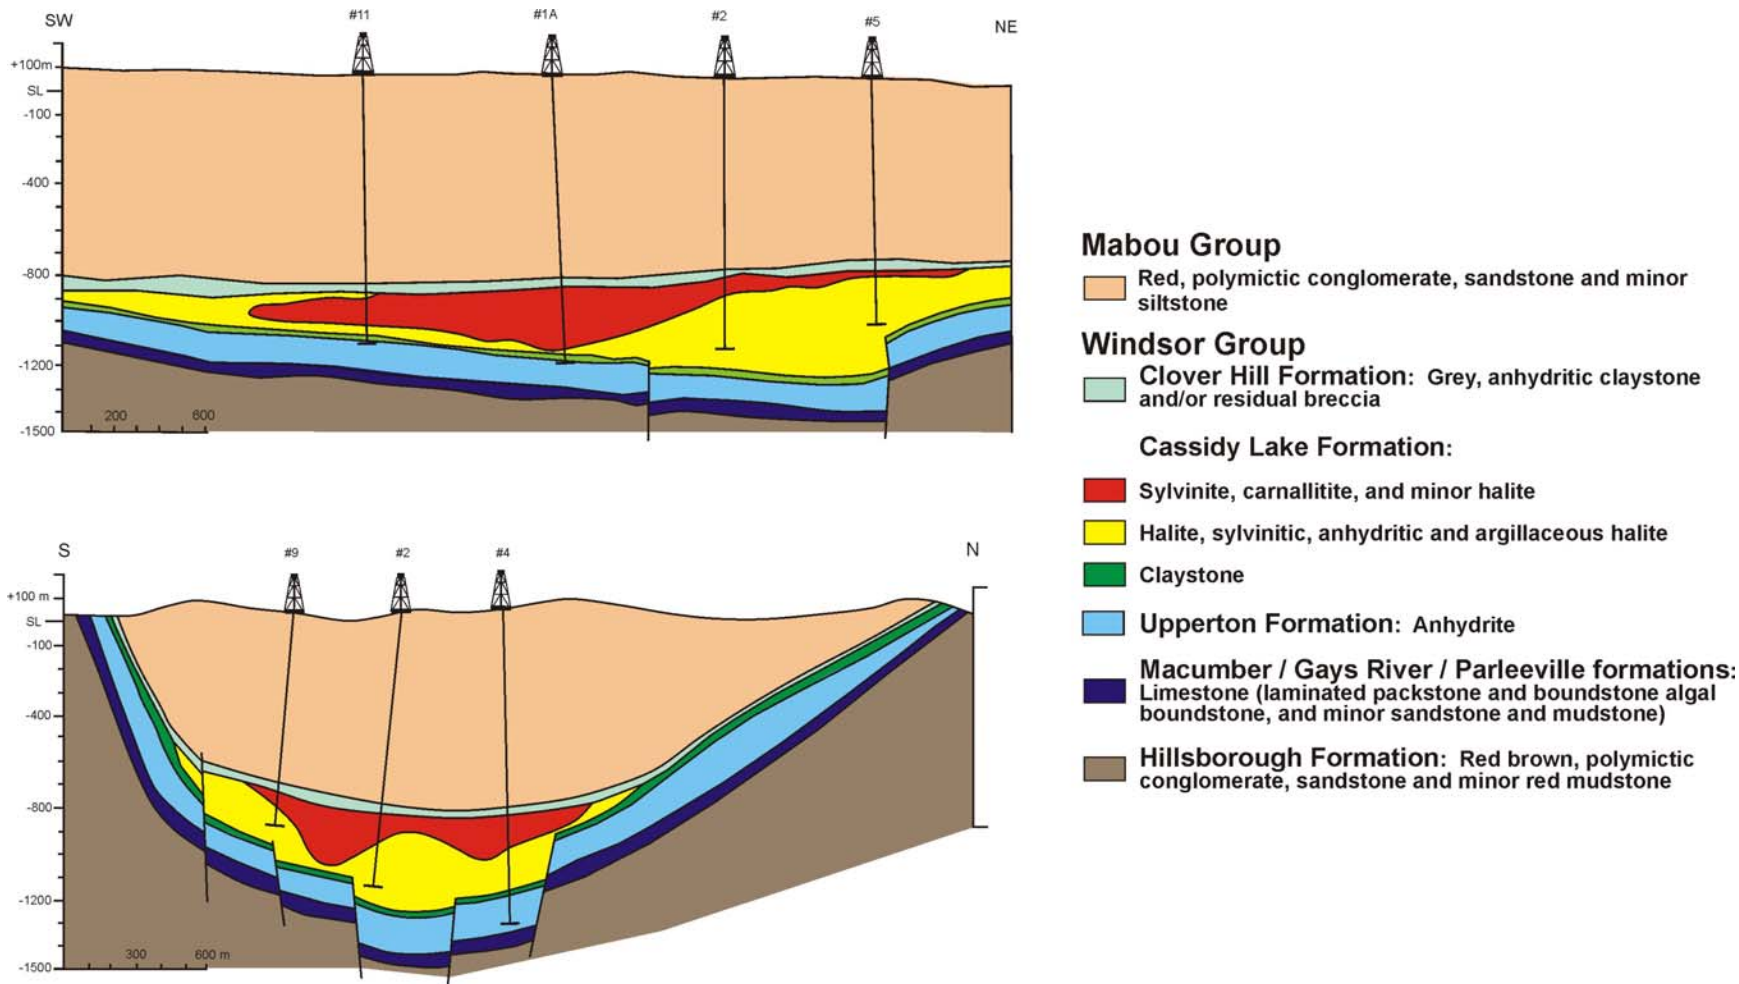 SW
#11
#1A
#2
#5
NE
+100m
SL
-100
-400
-800
-1200
-1500
200
600
S
#9
#2
#4
N
+100 m
SL
-100
-400
-800
-1200
-1500
300
600 m
Mabou Group
Red, polymictic conglomerate, sandstone and minor
siltstone
Windsor Group
Clover Hill Formation: Grey, anhydritic claystone
and/or residual breccia
Cassidy Lake Formation:
Sylvinite, carnallitite, and minor halite
Halite, sylvinitic, anhydritic and argillaceous halite
Claystone
Upperton Formation: Anhydrite
Macumber / Gays River / Parleeville formations:
Limestone (laminated packstone and boundstone algal
boundstone, and minor sandstone and mudstone)
Hillsborough Formation: Red brown, polymictic
conglomerate, sandstone and minor red mudstone